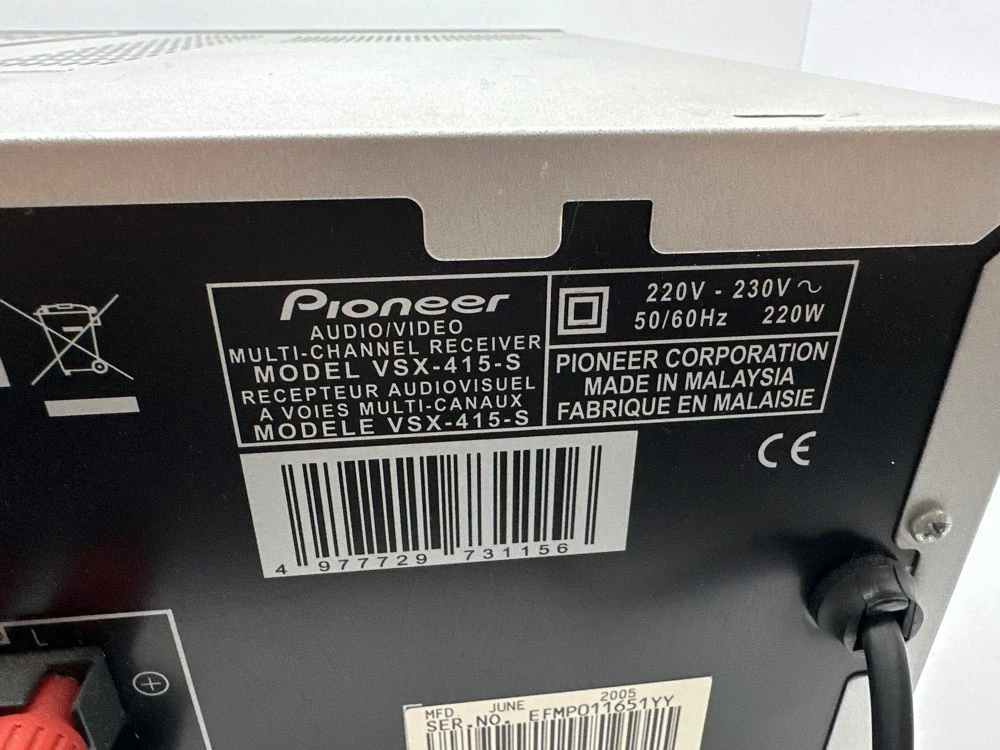 Pioneer
AUDIO/VIDEO
MULTI-CHANNEL RECEIVER
MODEL VSX-415-S
RECEPTEUR AUDIOVISUEL
A VOIES MULTI-CANAUX
MODELE VSX-415-S
220V - 230V ~
50/60Hz 220W
PIONEER CORPORATION
MADE IN MALAYSIA
FABRIQUE EN MALAISIE
CE
4 977729 731156
L
+
MFD. JUNE 2005
SER.NO. EFMP011651YY